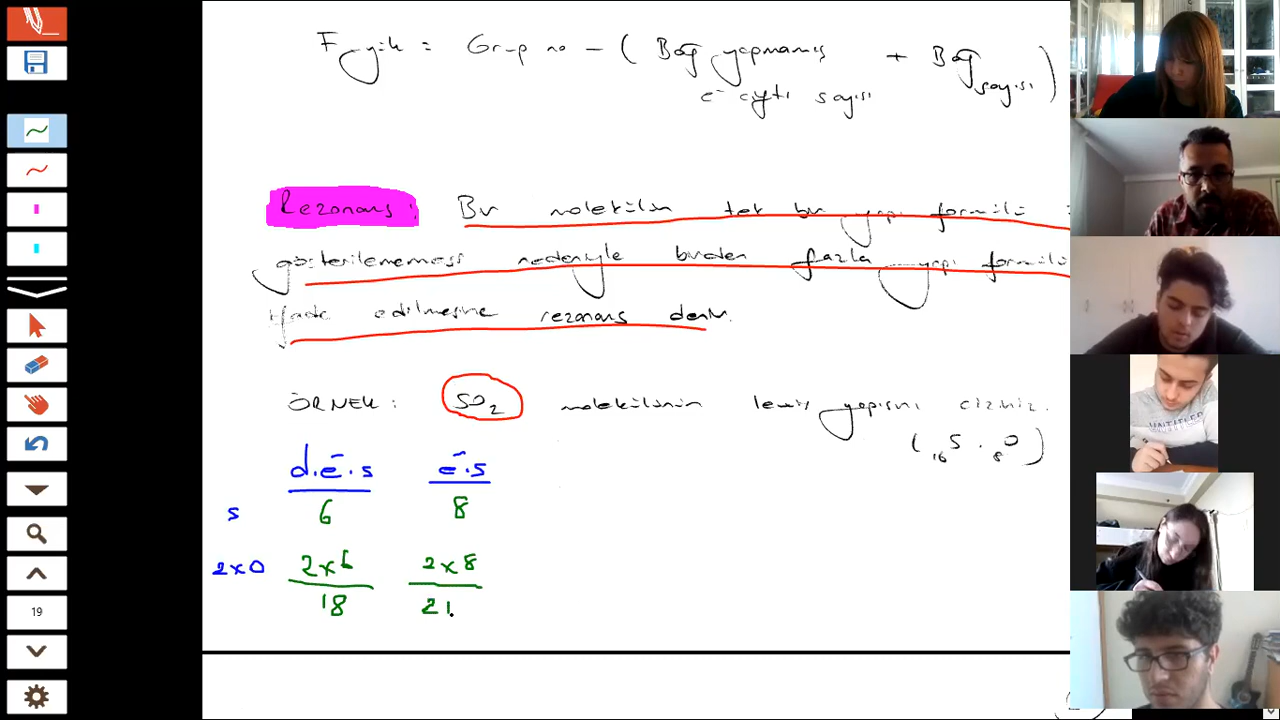 F yük = Grup no - ( Bağ yapmamış + Bağ sayısı )
e⁻ çifti sayısı
Rezonans : Bir molekülün tek bir yapı formülü
gösterilememesi nedeniyle birden fazla yapı formülü
ifade edilmesine rezonans denir.
ÖRNEK : SO₂ molekülünün lewis yapısını çiziniz.
( ₁₆S , ₈O )
d.e⁻.s e⁻.s
S 6 8
2xO 2x6 2x8
18 21
19